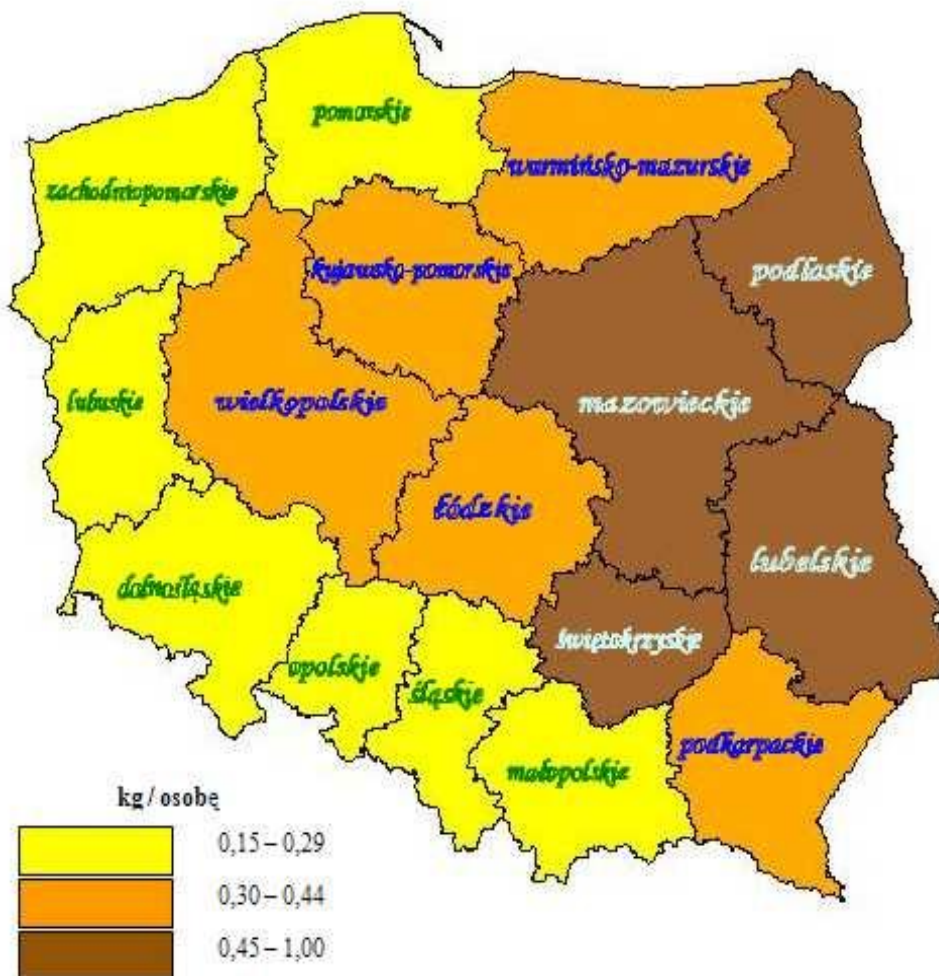 pomorskie
warmińsko-mazurskie
zachodniopomorskie
kujawsko-pomorskie
podlaskie
lubuskie
wielkopolskie
mazowieckie
łódzkie
lubelskie
dolnośląskie
świętokrzyskie
opolskie
śląskie
podkarpackie
małopolskie
kg / osobę
0,15 – 0,29
0,30 – 0,44
0,45 – 1,00